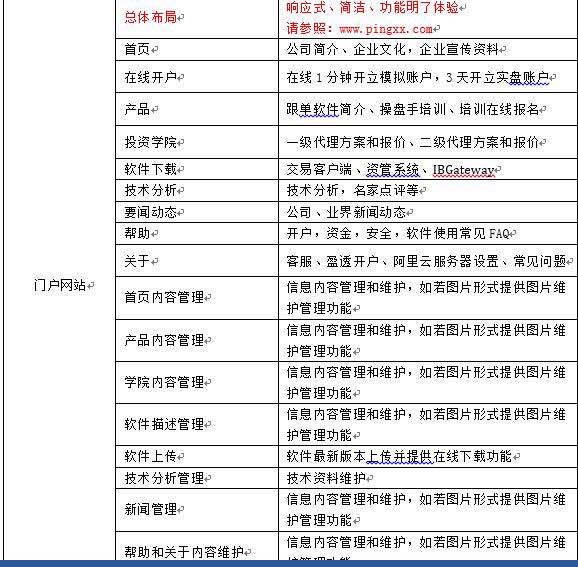 响应式、简洁、功能明了体验
总体布局
请参照：www.pingxx.com
首页 公司简介、企业文化，企业宣传资料
在线开户 在线1分钟开立模拟账户，3天开立实盘账户
产品 跟单软件简介、操盘手培训、培训在线报名
投资学院 一级代理方案和报价、二级代理方案和报价
软件下载 交易客户端、资管系统、IBGateway
技术分析 技术分析，名家点评等
要闻动态 公司、业界新闻动态
帮助 开户，资金，安全，软件使用常见FAQ
关于 客服、盈透开户、阿里云服务器设置、常见问题
门户网站
首页内容管理 信息内容管理和维护，如若图片形式提供图片维
护管理功能
产品内容管理 信息内容管理和维护，如若图片形式提供图片维
护管理功能
学院内容管理 信息内容管理和维护，如若图片形式提供图片维
护管理功能
软件描述管理 信息内容管理和维护，如若图片形式提供图片维
护管理功能
软件上传 软件最新版本上传并提供在线下载功能
技术分析管理 技术资料维护
新闻管理 信息内容管理和维护，如若图片形式提供图片维
护管理功能
帮助和关于内容维护 信息内容管理和维护，如若图片形式提供图片维